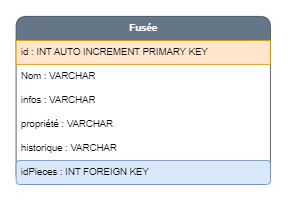 Fusée
id : INT AUTO INCREMENT PRIMARY KEY
Nom : VARCHAR
infos : VARCHAR
propriété : VARCHAR
historique : VARCHAR
idPieces : INT FOREIGN KEY